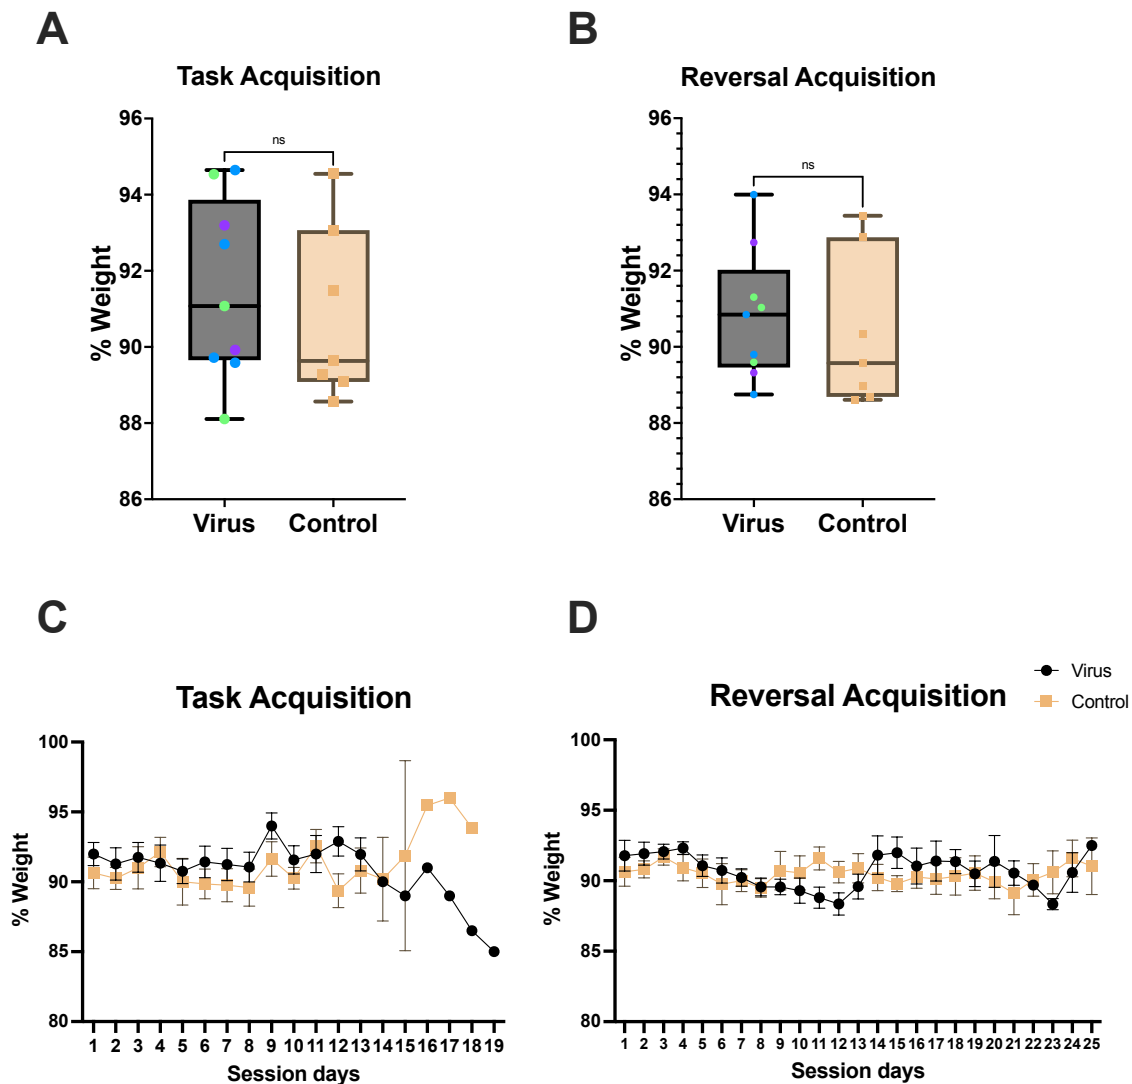 A
Task Acquisition
% Weight
96
94
92
90
88
86
ns
Virus Control
B
Reversal Acquisition
% Weight
96
94
92
90
88
86
ns
Virus Control
C
Task Acquisition
% Weight
100
95
90
85
80
1 2 3 4 5 6 7 8 9 10 11 12 13 14 15 16 17 18 19
Session days
D
Reversal Acquisition
Virus
Control
% Weight
100
95
90
85
80
1 2 3 4 5 6 7 8 9 10 11 12 13 14 15 16 17 18 19 20 21 22 23 24 25
Session days